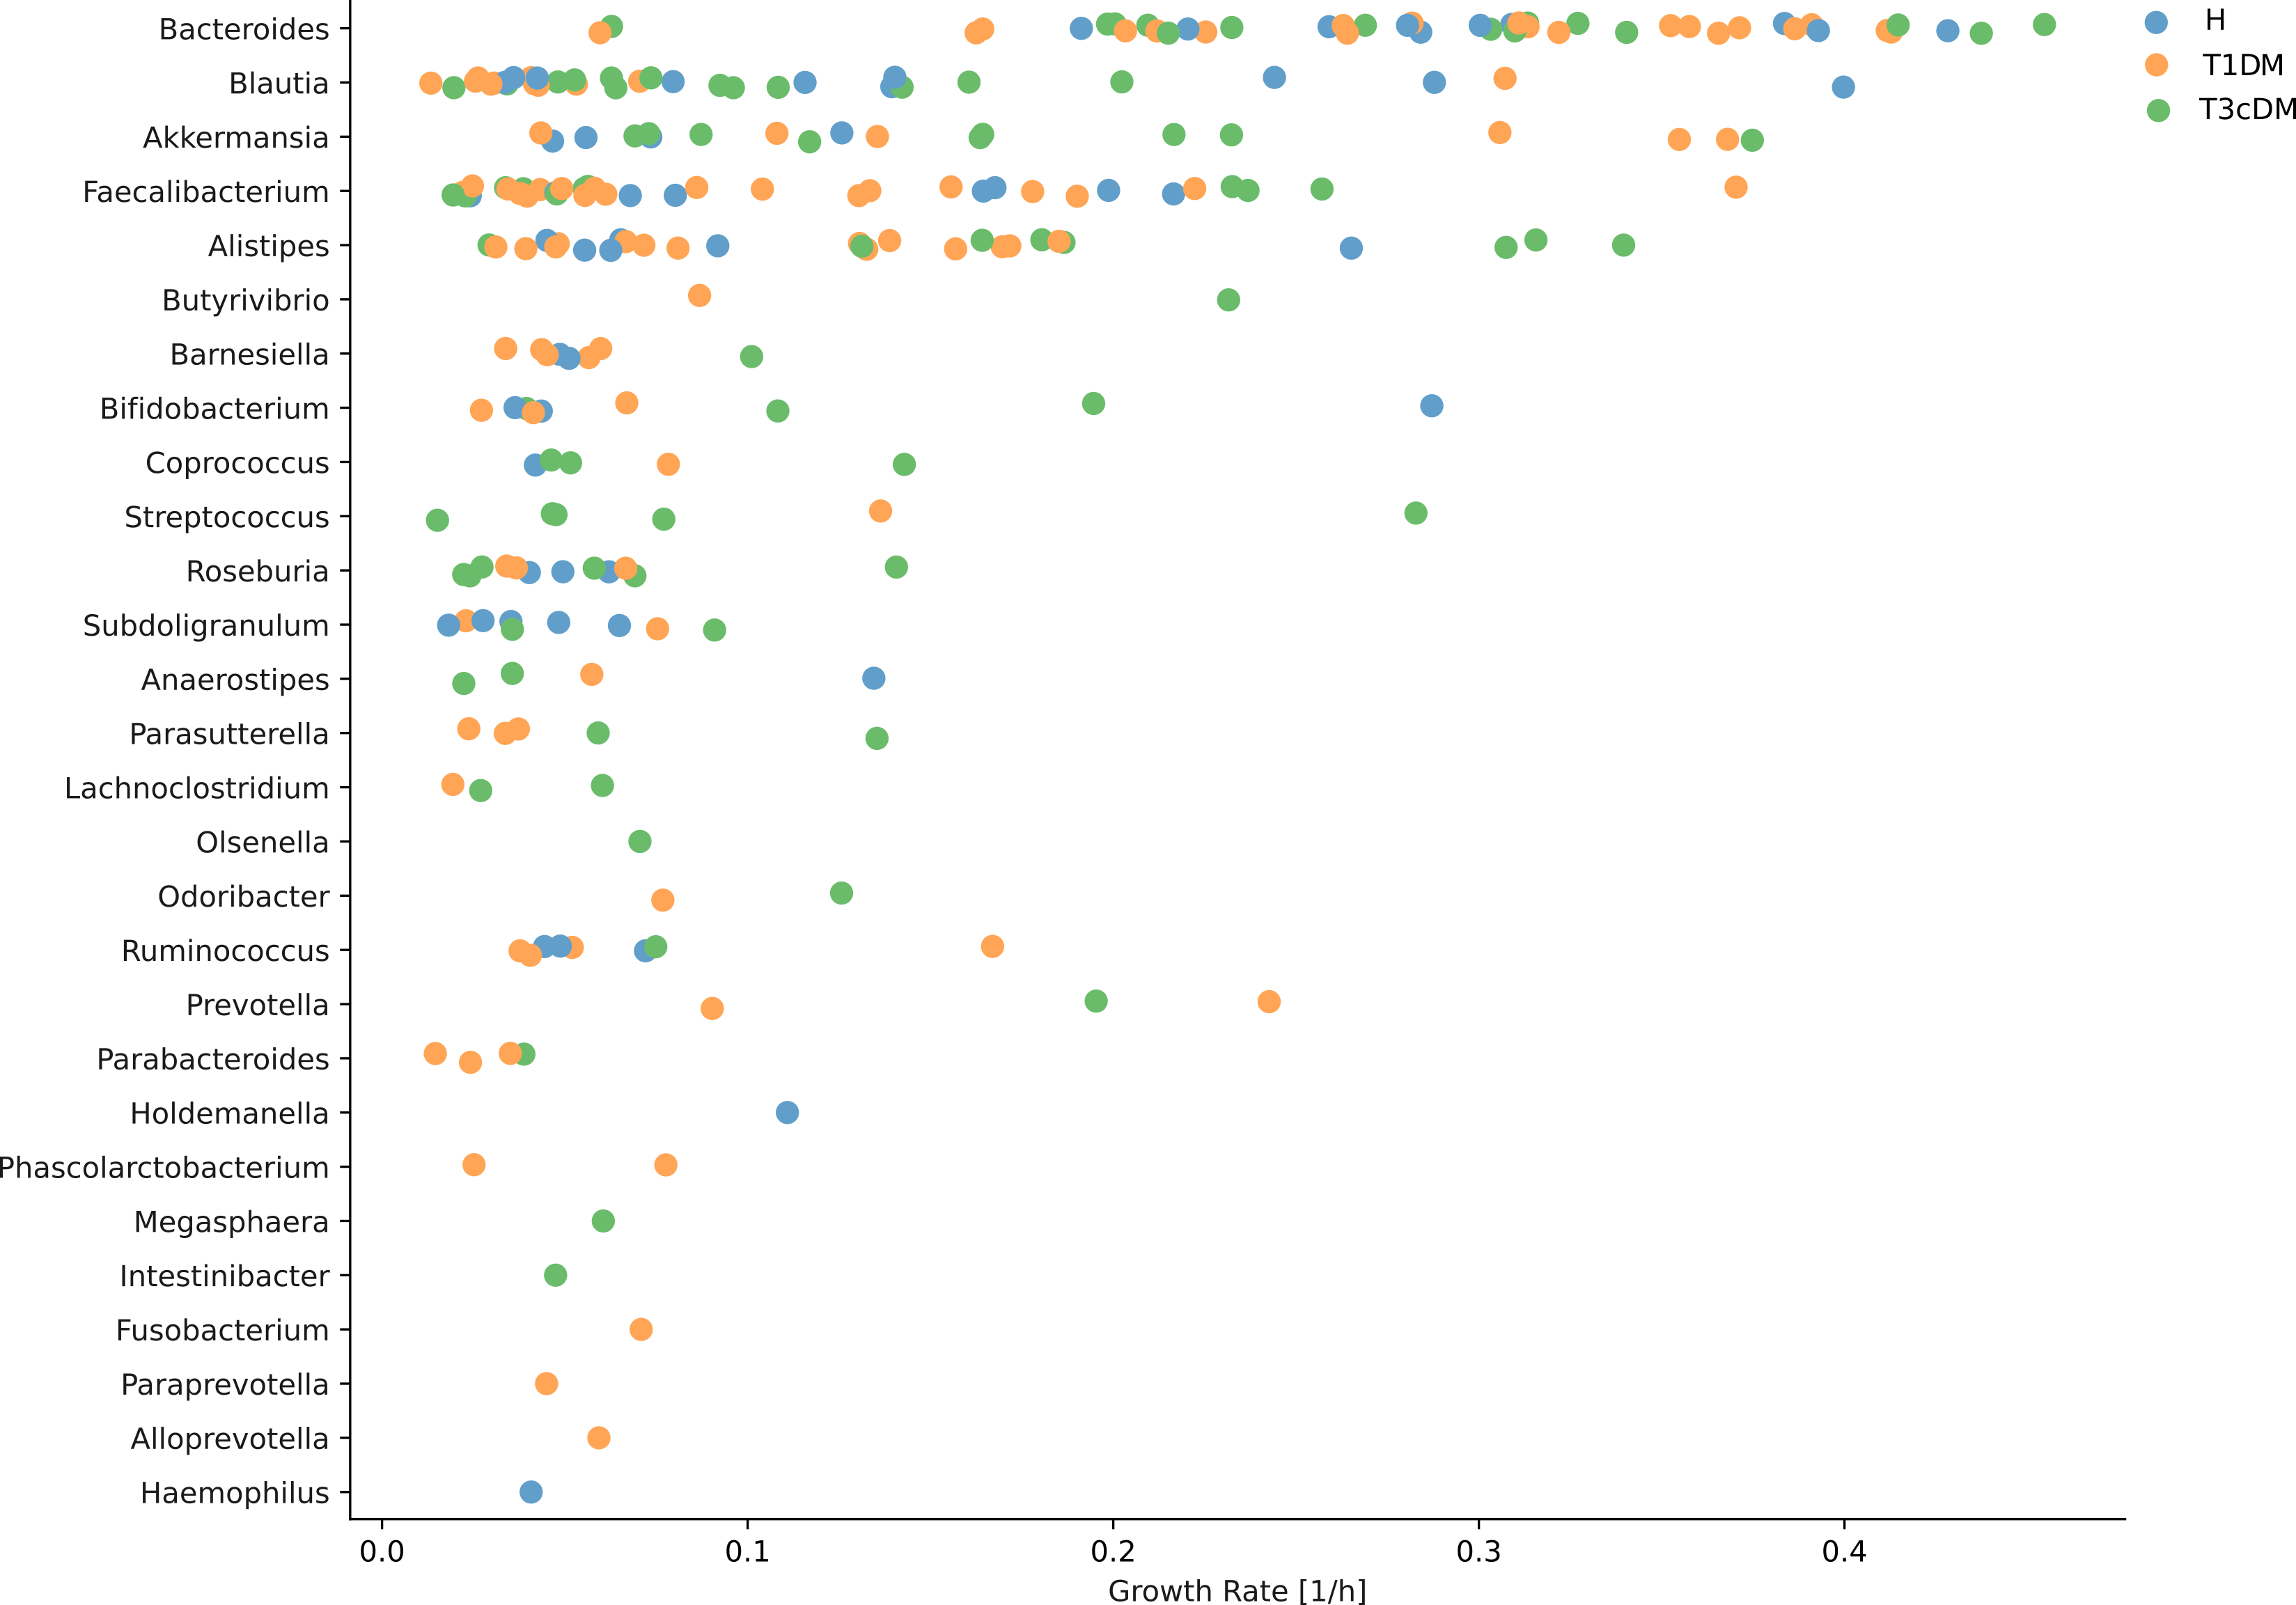 Bacteroides
Blautia
Akkermansia
Faecalibacterium
Alistipes
Butyrivibrio
Barnesiella
Bifidobacterium
Coprococcus
Streptococcus
Roseburia
Subdoligranulum
Anaerostipes
Parasutterella
Lachnoclostridium
Olsenella
Odoribacter
Ruminococcus
Prevotella
Parabacteroides
Holdemanella
Phascolarctobacterium
Megasphaera
Intestinibacter
Fusobacterium
Paraprevotella
Alloprevotella
Haemophilus
0.0 0.1 0.2 0.3 0.4
Growth Rate [1/h]
H
T1DM
T3cDM